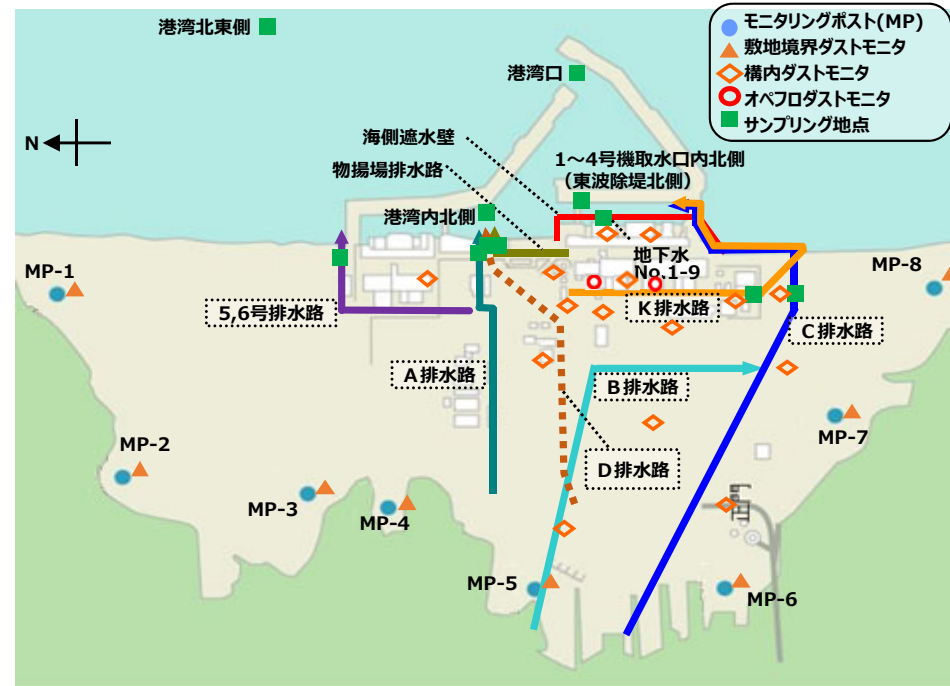 港湾北東側
モニタリングポスト(MP)
敷地境界ダストモニタ
構内ダストモニタ
オペフロダストモニタ
サンプリング地点
港湾口
N
海側遮水壁
物揚場排水路
1～4号機取水口内北側
（東波除堤北側）
港湾内北側
地下水
No.1-9
MP-1
MP-8
5,6号排水路
K排水路
C排水路
A排水路
B排水路
MP-7
MP-2
D排水路
MP-3
MP-4
MP-5
MP-6